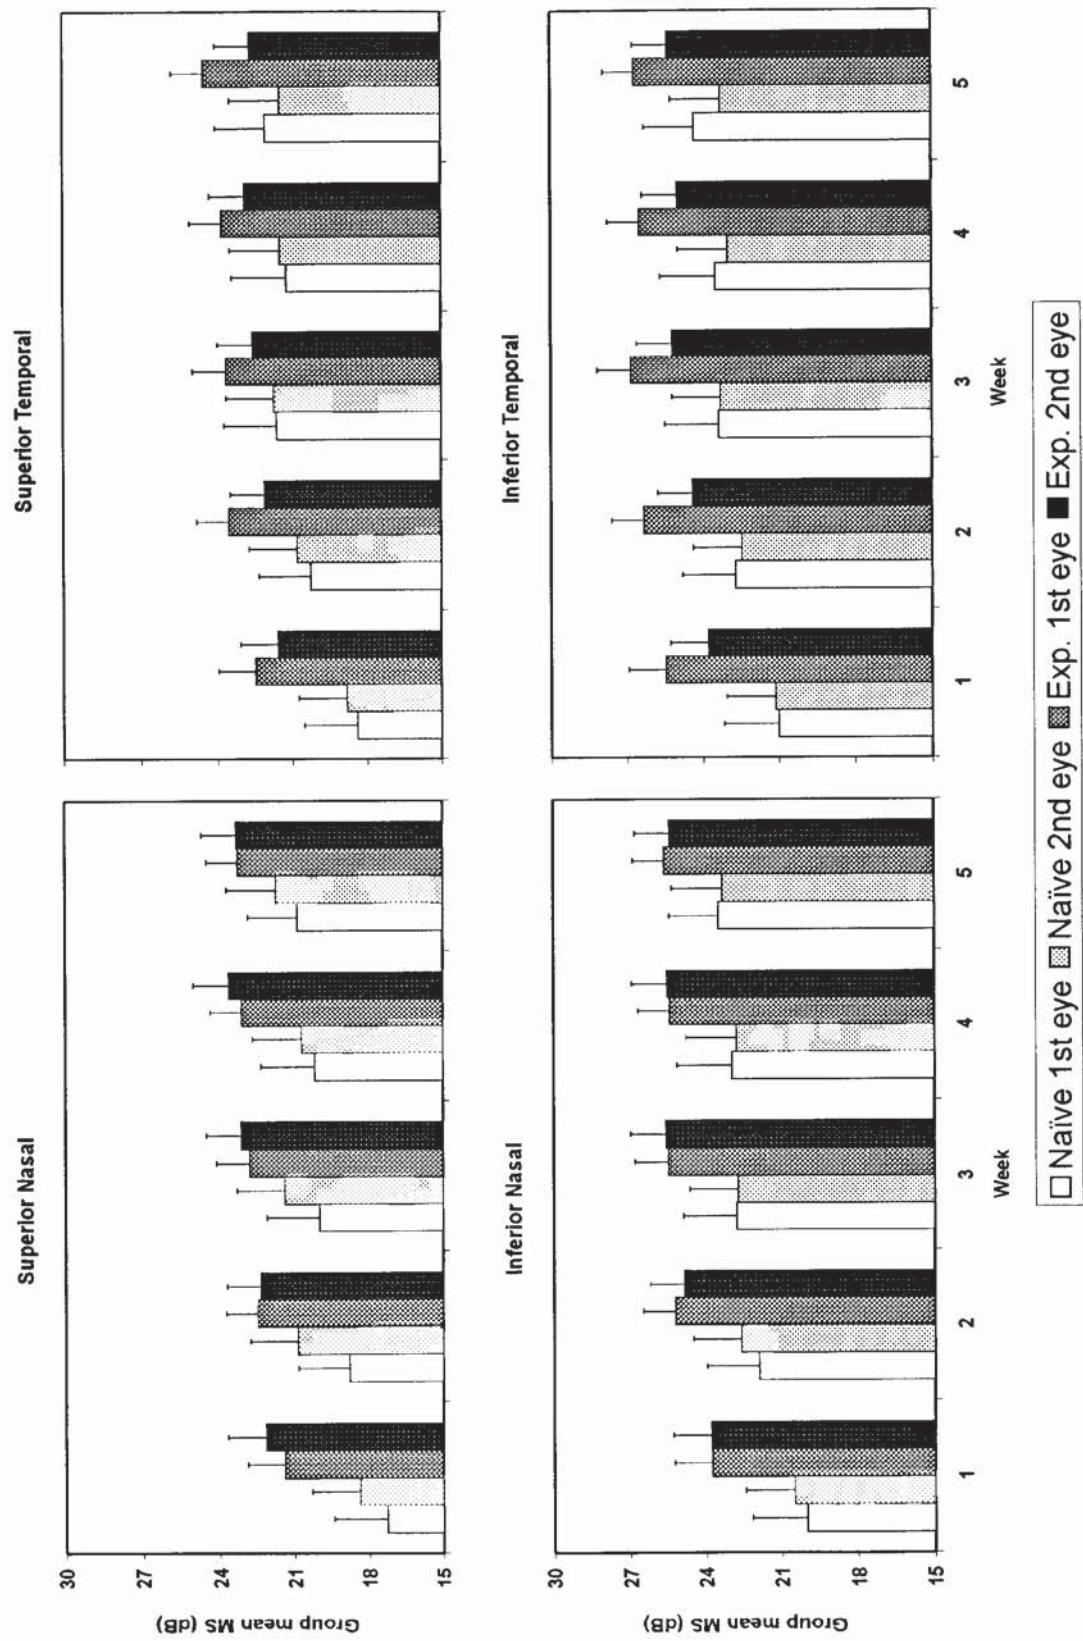 Superior Nasal
Superior Temporal
30
27
24
21
18
15
Group mean MS (dB)
Inferior Nasal
Inferior Temporal
30
27
24
21
18
15
Group mean MS (dB)
1 2 3 4 5
1 2 3 4 5
Week
Week
Naïve 1st eye Naïve 2nd eye Exp. 1st eye Exp. 2nd eye